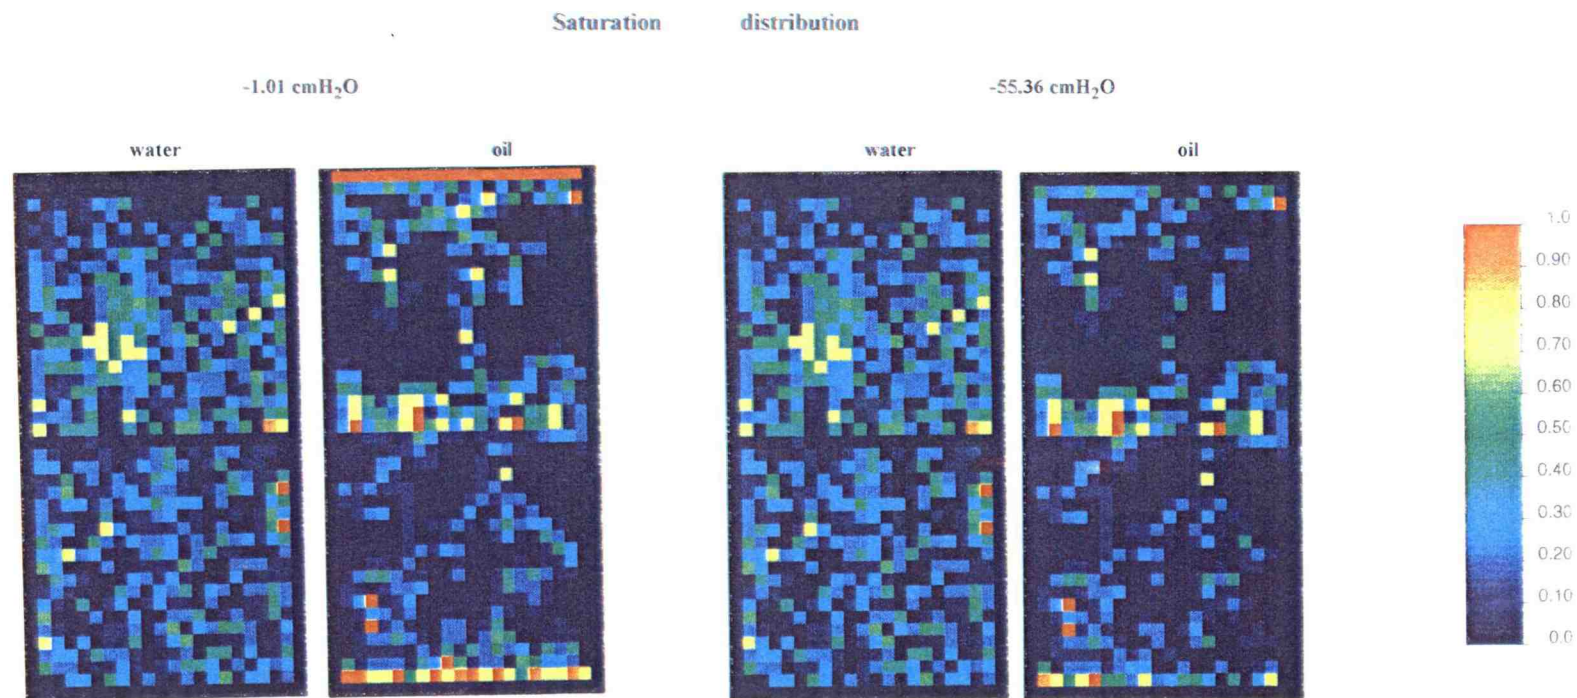 Saturation distribution
-1.01 cmH₂O
-55.36 cmH₂O
water
oil
water
oil
1.0
0.90
0.80
0.70
0.60
0.50
0.40
0.30
0.20
0.10
0.0